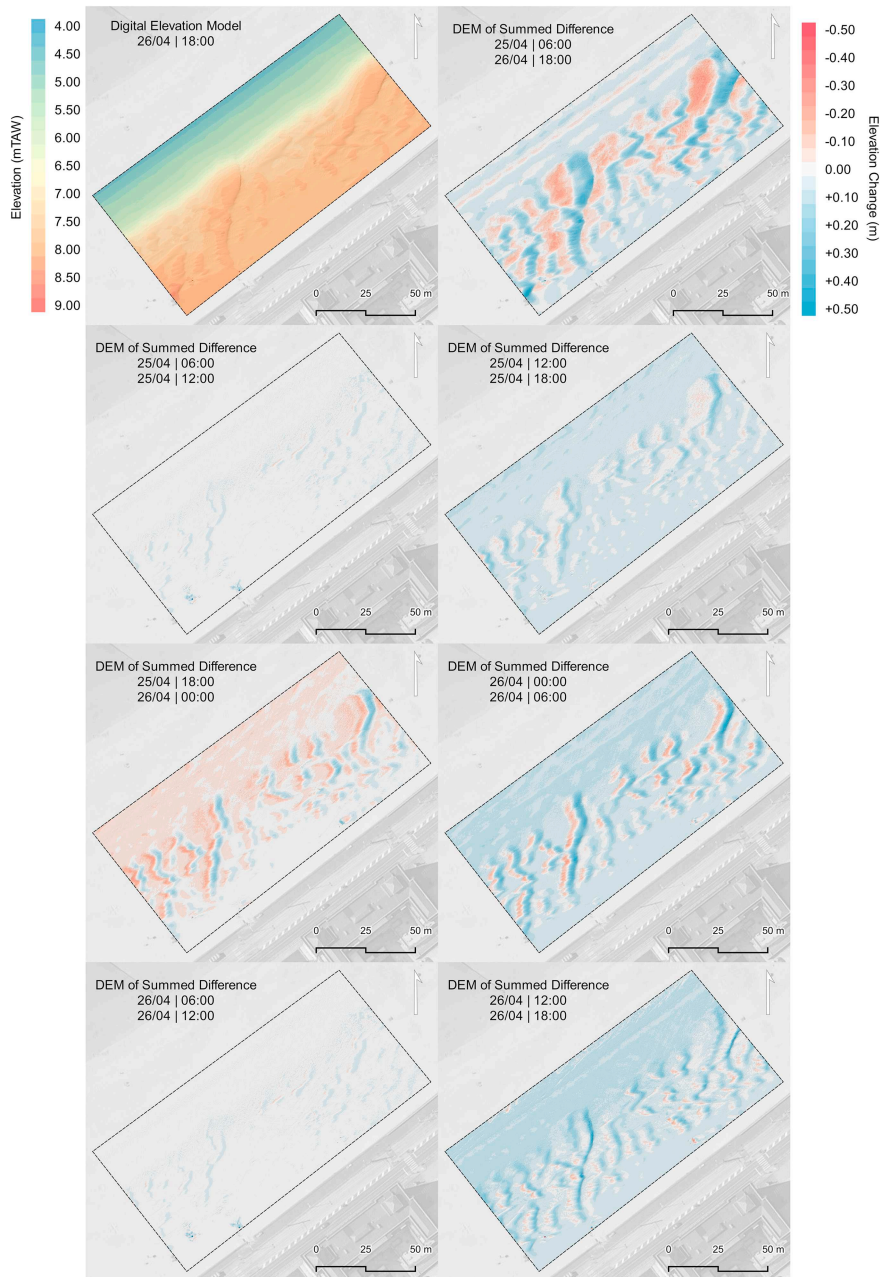 4.00
5.00
5.50
6.00
6.50
7.00
7.50
8.00
8.50
9.00
Elevation (mTAW)
Digital Elevation Model
26/04 | 18:00
0 25 50 m
DEM of Summed Difference
25/04 | 06:00
26/04 | 18:00
0 25 50 m
-0.50
-0.40
-0.30
-0.20
-0.10
0.00
+0.10
+0.20
+0.30
+0.40
+0.50
Elevation Change (m)
DEM of Summed Difference
25/04 | 06:00
25/04 | 12:00
0 25 50 m
DEM of Summed Difference
25/04 | 12:00
25/04 | 18:00
0 25 50 m
DEM of Summed Difference
25/04 | 18:00
26/04 | 00:00
0 25 50 m
DEM of Summed Difference
26/04 | 00:00
26/04 | 06:00
0 25 50 m
DEM of Summed Difference
26/04 | 06:00
26/04 | 12:00
0 25 50 m
DEM of Summed Difference
26/04 | 12:00
26/04 | 18:00
0 25 50 m